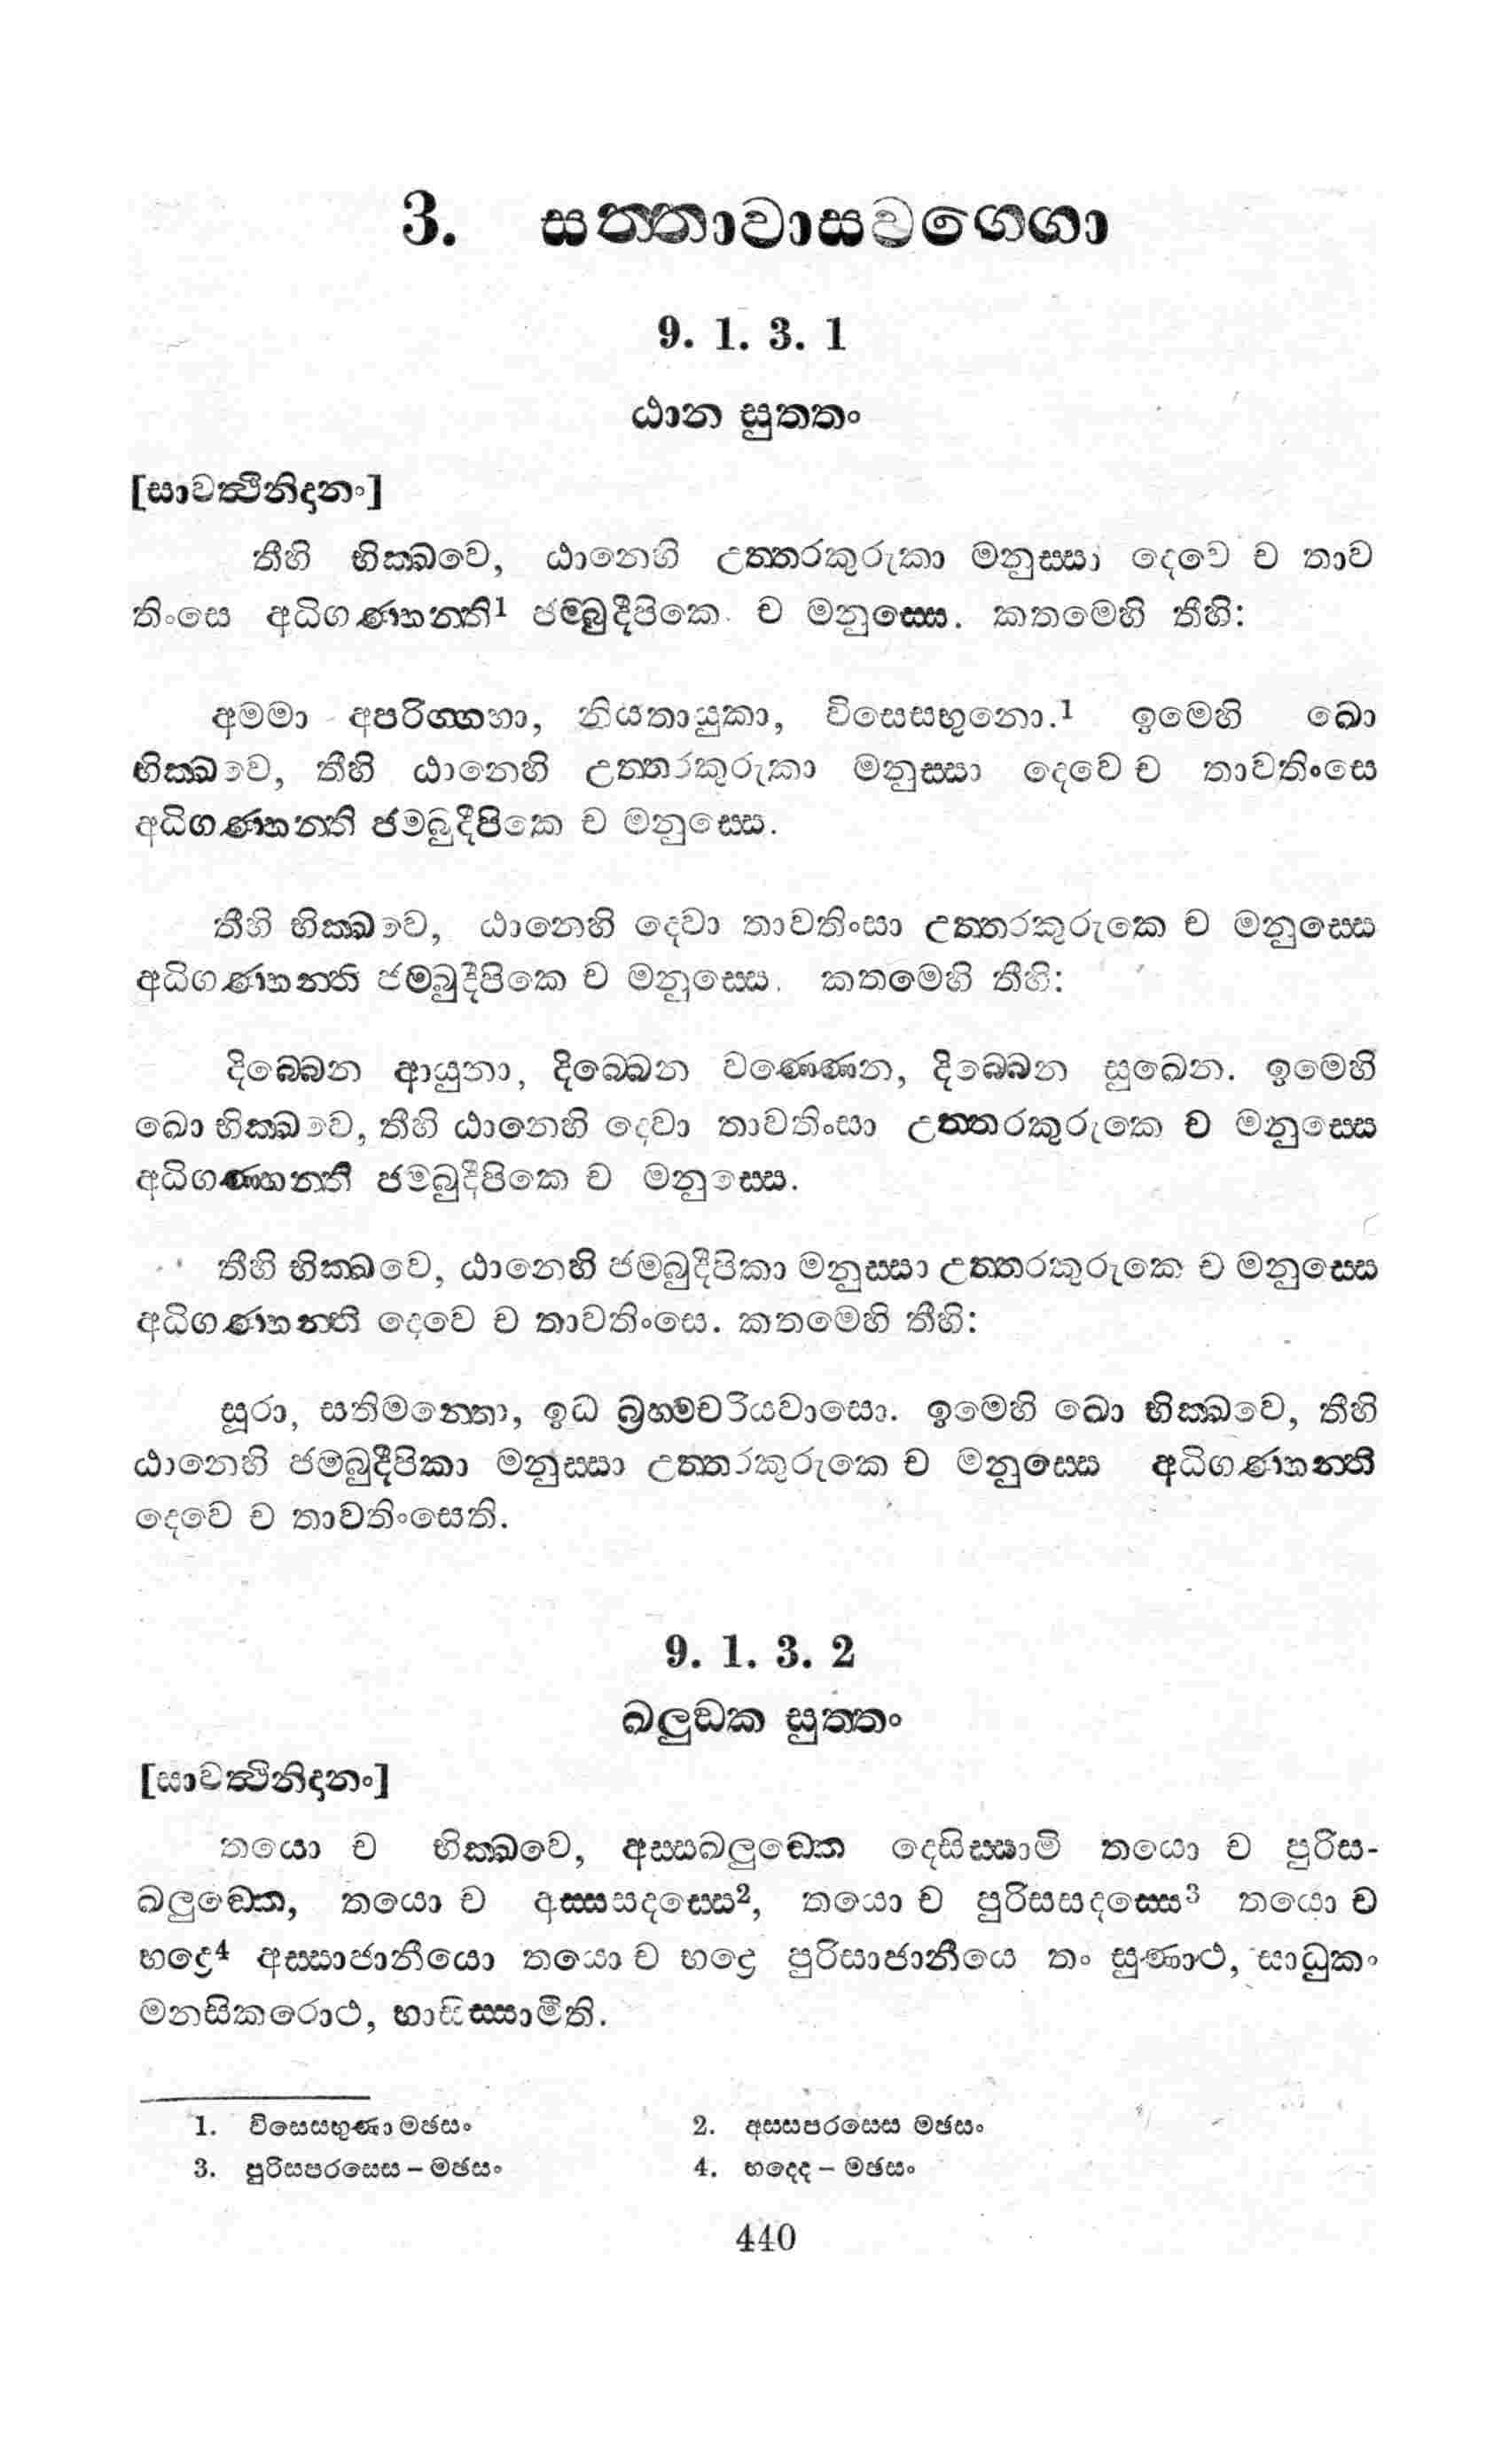 3. සත්තාවාසවග්ගො
9. 1. 3. 1
ඨාන සුත්තං
[සාවත්ථිනිදානං]
තීහි භික්ඛවෙ, ඨානෙහි උත්තරකුරුකා මනුස්සා දෙවෙ ච තාව
තිංසෙ අධිගණ්හන්ති1 ජම්බුදීපිකෙ ච මනුස්සෙ. කතමෙහි තීහි:
අමමා අපරිග්ගහා, නියතායුකා, විසෙසභුනො.1 ඉමෙහි ඛො
භික්ඛවෙ, තීහි ඨානෙහි උත්තරකුරුකා මනුස්සා දෙවෙ ච තාවතිංසෙ
අධිගණ්හන්ති ජම්බුදීපිකෙ ච මනුස්සෙ.
තීහි භික්ඛවෙ, ඨානෙහි දෙවා තාවතිංසා උත්තරකුරුකෙ ච මනුස්සෙ
අධිගණ්හන්ති ජම්බුදීපිකෙ ච මනුස්සෙ. කතමෙහි තීහි:
දිබ්බෙන ආයුනා, දිබ්බෙන වණ්ණෙන, දිබ්බෙන සුඛෙන. ඉමෙහි
ඛො භික්ඛවෙ, තීහි ඨානෙහි දෙවා තාවතිංසා උත්තරකුරුකෙ ච මනුස්සෙ
අධිගණ්හන්ති ජම්බුදීපිකෙ ච මනුස්සෙ.
තීහි භික්ඛවෙ, ඨානෙහි ජම්බුදීපිකා මනුස්සා උත්තරකුරුකෙ ච මනුස්සෙ
අධිගණ්හන්ති දෙවෙ ච තාවතිංසෙ. කතමෙහි තීහි:
සූරා, සතිමන්තො, ඉධ බ්‍රහ්මචරියවාසො. ඉමෙහි ඛො භික්ඛවෙ, තීහි
ඨානෙහි ජම්බුදීපිකා මනුස්සා උත්තරකුරුකෙ ච මනුස්සෙ අධිගණ්හන්ති
දෙවෙ ච තාවතිංසෙති.
9. 1. 3. 2
ඛලුඞ්ක සුත්තං
[සාවත්ථිනිදානං]
තයො ච භික්ඛවෙ, අස්සඛලුඞ්කෙ දෙසිස්සාමි තයො ච පුරිස-
ඛලුඞ්කෙ, තයො ච අස්සසදස්සෙ2, තයො ච පුරිසසදස්සෙ3 තයො ච
භද්‍රෙ4 අස්සාජානීයො තයො ච භද්‍රෙ පුරිසාජානීයෙ තං සුණාථ, සාධුකං
මනසිකරොථ, භාසිස්සාමීති.
1. විසෙසභුණා මඡසං
2. අස්සපරස්සෙ මඡසං
3. පුරිසපරස්සෙ – මඡසං
4. භද්දෙ – මඡසං
440